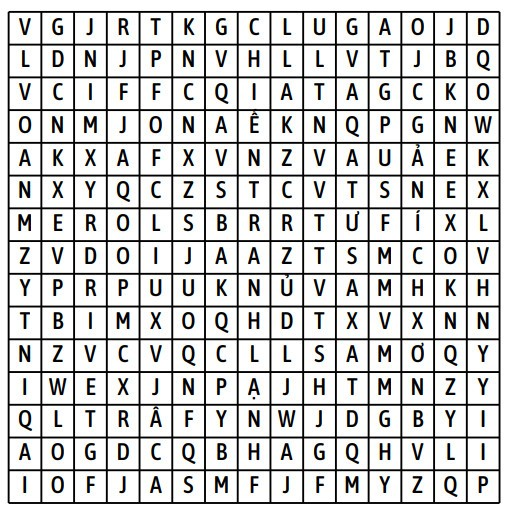 V G J R T K G C L U G A O J D
L D N J P N V H L L V T J B Q
V C I F F C Q I A T A G C K O
O N M J O N A Ê K N Q P G N W
A K X A F X V N Z V A U Ả E K
N X Y Q C Z S T C V T S N E X
M E R O L S B R R T Ư F Í X L
Z V D O I J A A Z T S M C O V
Y P R P U U K N Ủ V A M H K H
T B I M X O Q H D T X V X N N
N Z V C V Q C L L S A M Ơ Q Y
I W E X J N P Ạ J H T M N Z Y
Q L T R Â F Y N W J D G B Y I
A O G D C Q B H A G Q H V L I
I O F J A S M F J F M Y Z Q P